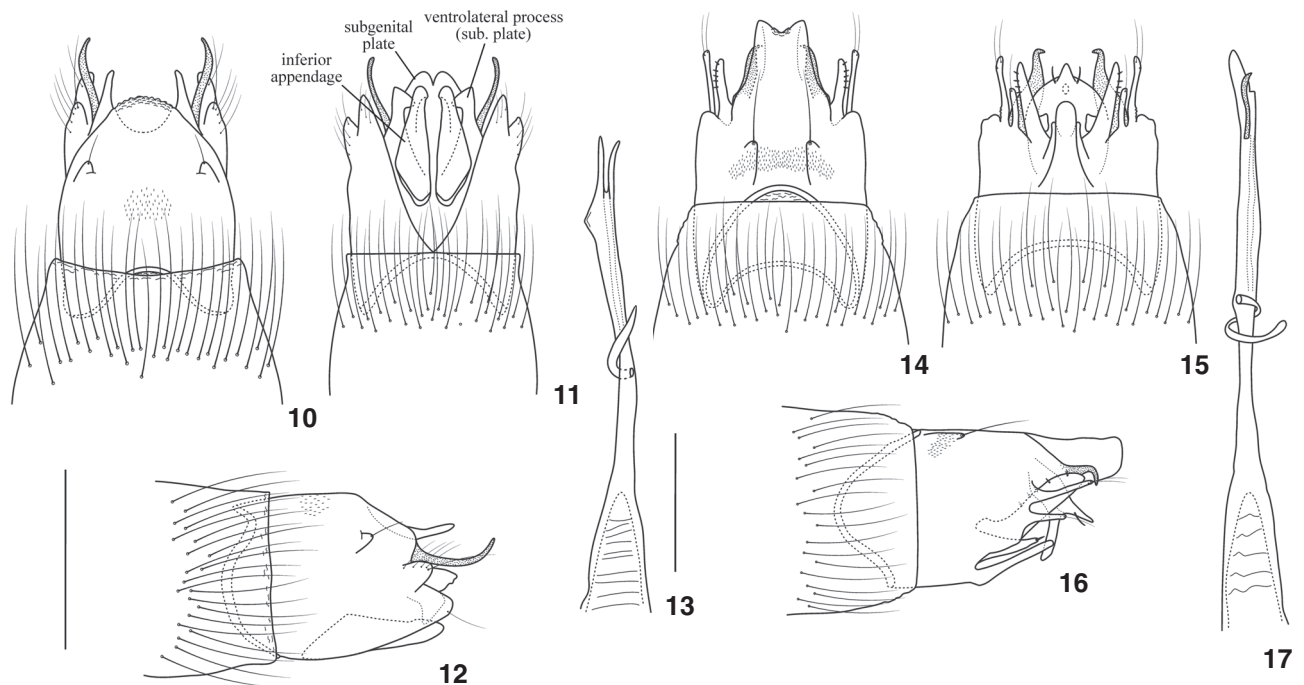 ventrolateral process
(sub. plate)
subgenital
plate
inferior
appendage
10
11
14
15
13
12
16
17